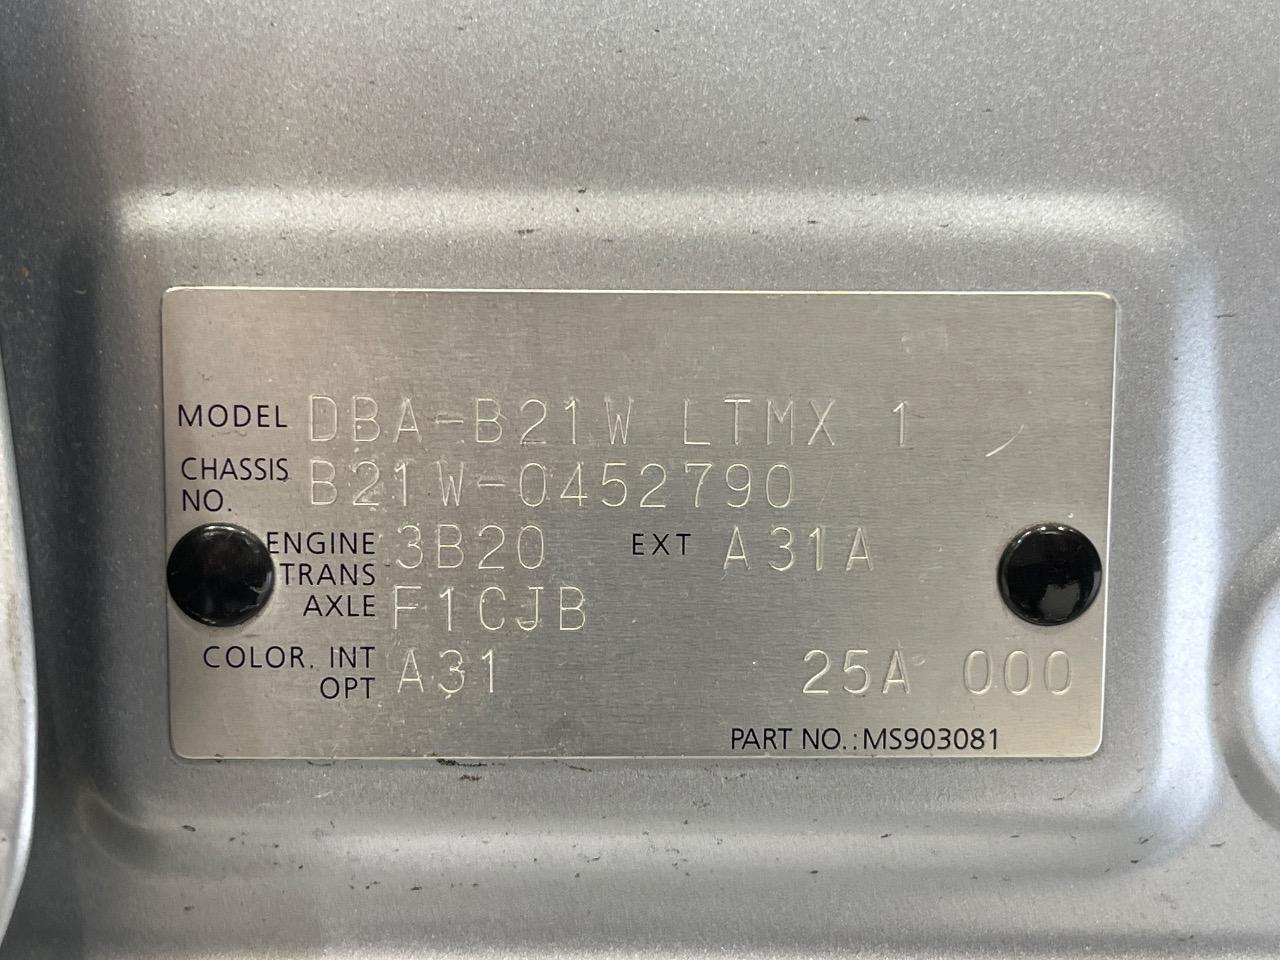 MODEL DBA-B21W LTMX 1
CHASSIS NO. B21W-0452790
ENGINE 3B20 EXT A31A
TRANS AXLE F1CJB
COLOR. INT OPT A31 25A 000
PART NO.:MS903081